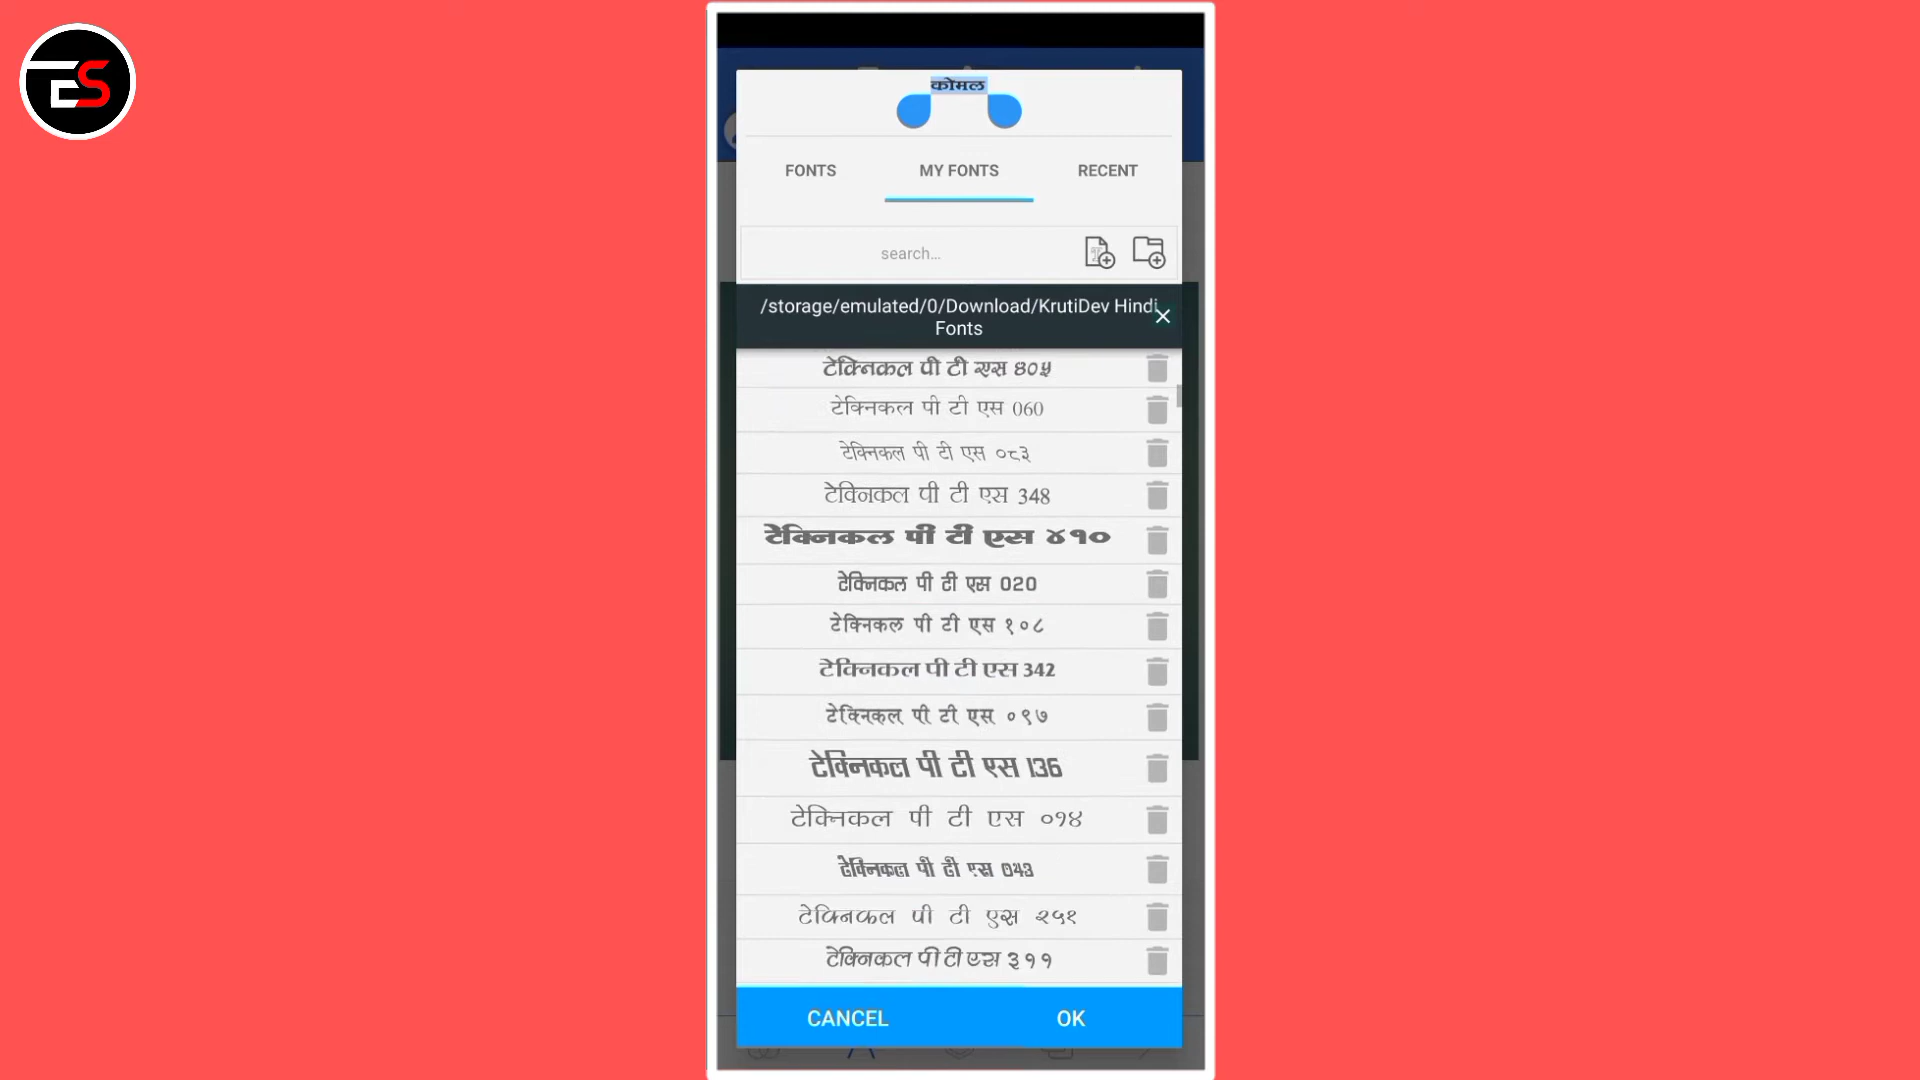 ES
कोमल
FONTS MY FONTS RECENT
search...
/storage/emulated/0/Download/KrutiDev Hindi
Fonts
टेक्निकल पी टी एस ४०५
टेक्निकल पी टी एस 060
टेक्निकल पी टी एस ०८३
टेक्निकल पी टी एस 348
टेक्निकल पी टी एस ४१०
टेक्निकल पी टी एस 020
टेक्निकल पी टी एस १०८
टेक्निकल पी टी एस 342
टेक्निकल पी टी एस ०९७
टेक्निकल पी टी एस 136
टेक्निकल पी टी एस ०१४
टेक्निकल पी टी एस 043
टेक्निकल पी टी एस २५१
टेक्निकल पी टी एस ३११
CANCEL OK